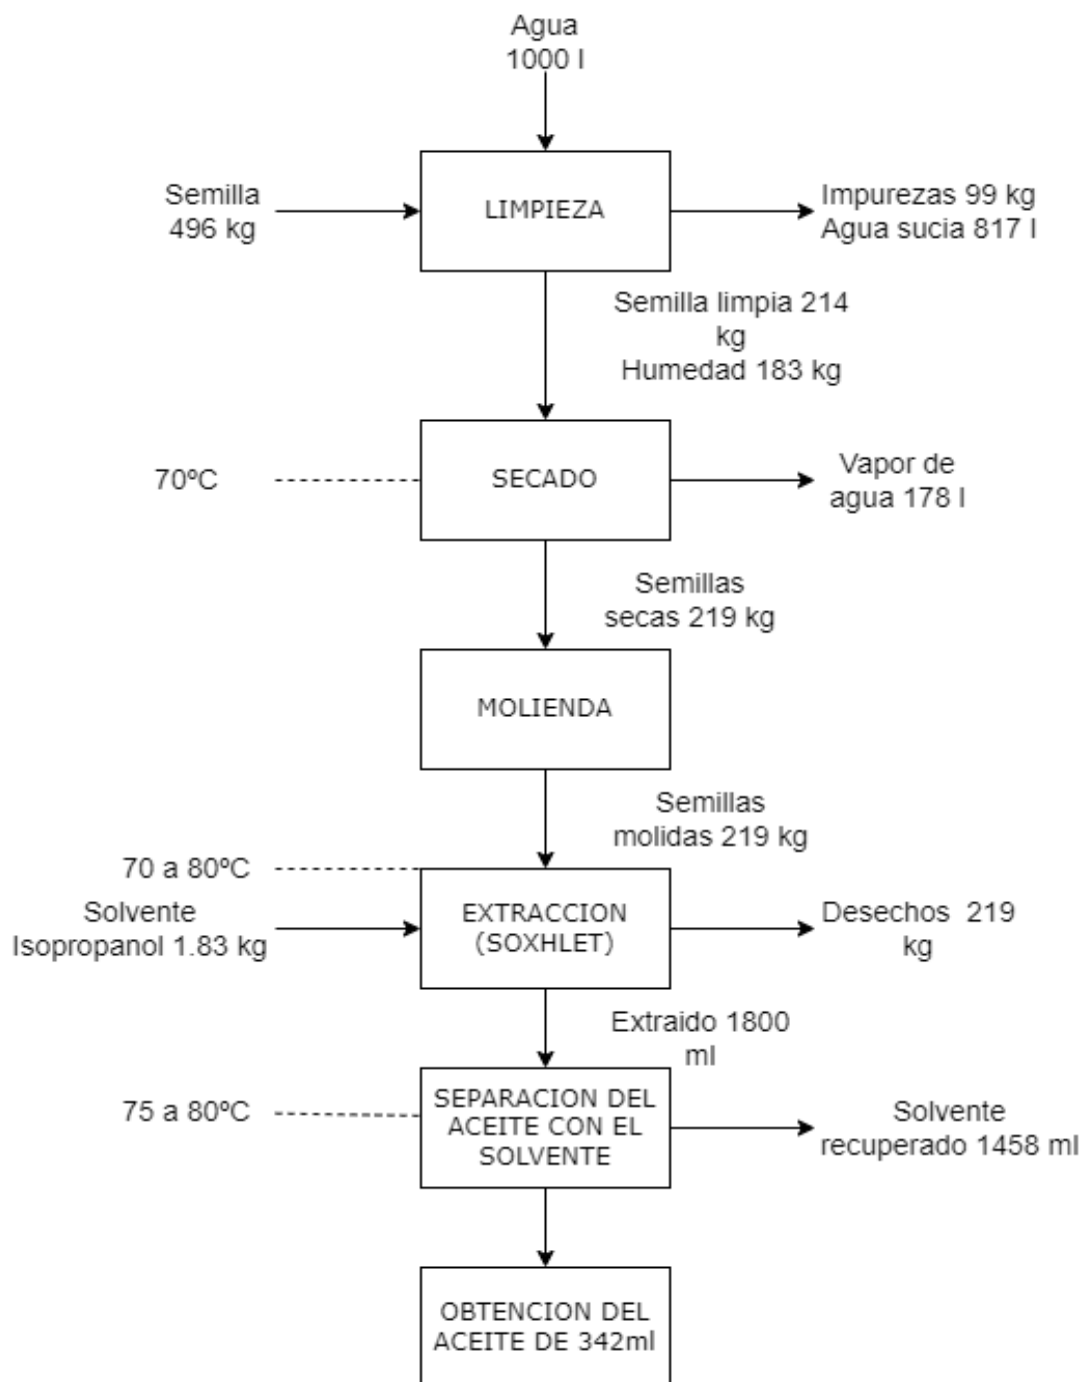 Agua
1000 l
Semilla
496 kg
LIMPIEZA
Impurezas 99 kg
Agua sucia 817 l
Semilla limpia 214
kg
Humedad 183 kg
70ºC
SECADO
Vapor de
agua 178 l
Semillas
secas 219 kg
MOLIENDA
Semillas
molidas 219 kg
70 a 80ºC
Solvente
Isopropanol 1.83 kg
EXTRACCION
(SOXHLET)
Desechos 219
kg
Extraido 1800
ml
75 a 80ºC
SEPARACION DEL
ACEITE CON EL
SOLVENTE
Solvente
recuperado 1458 ml
OBTENCION DEL
ACEITE DE 342ml